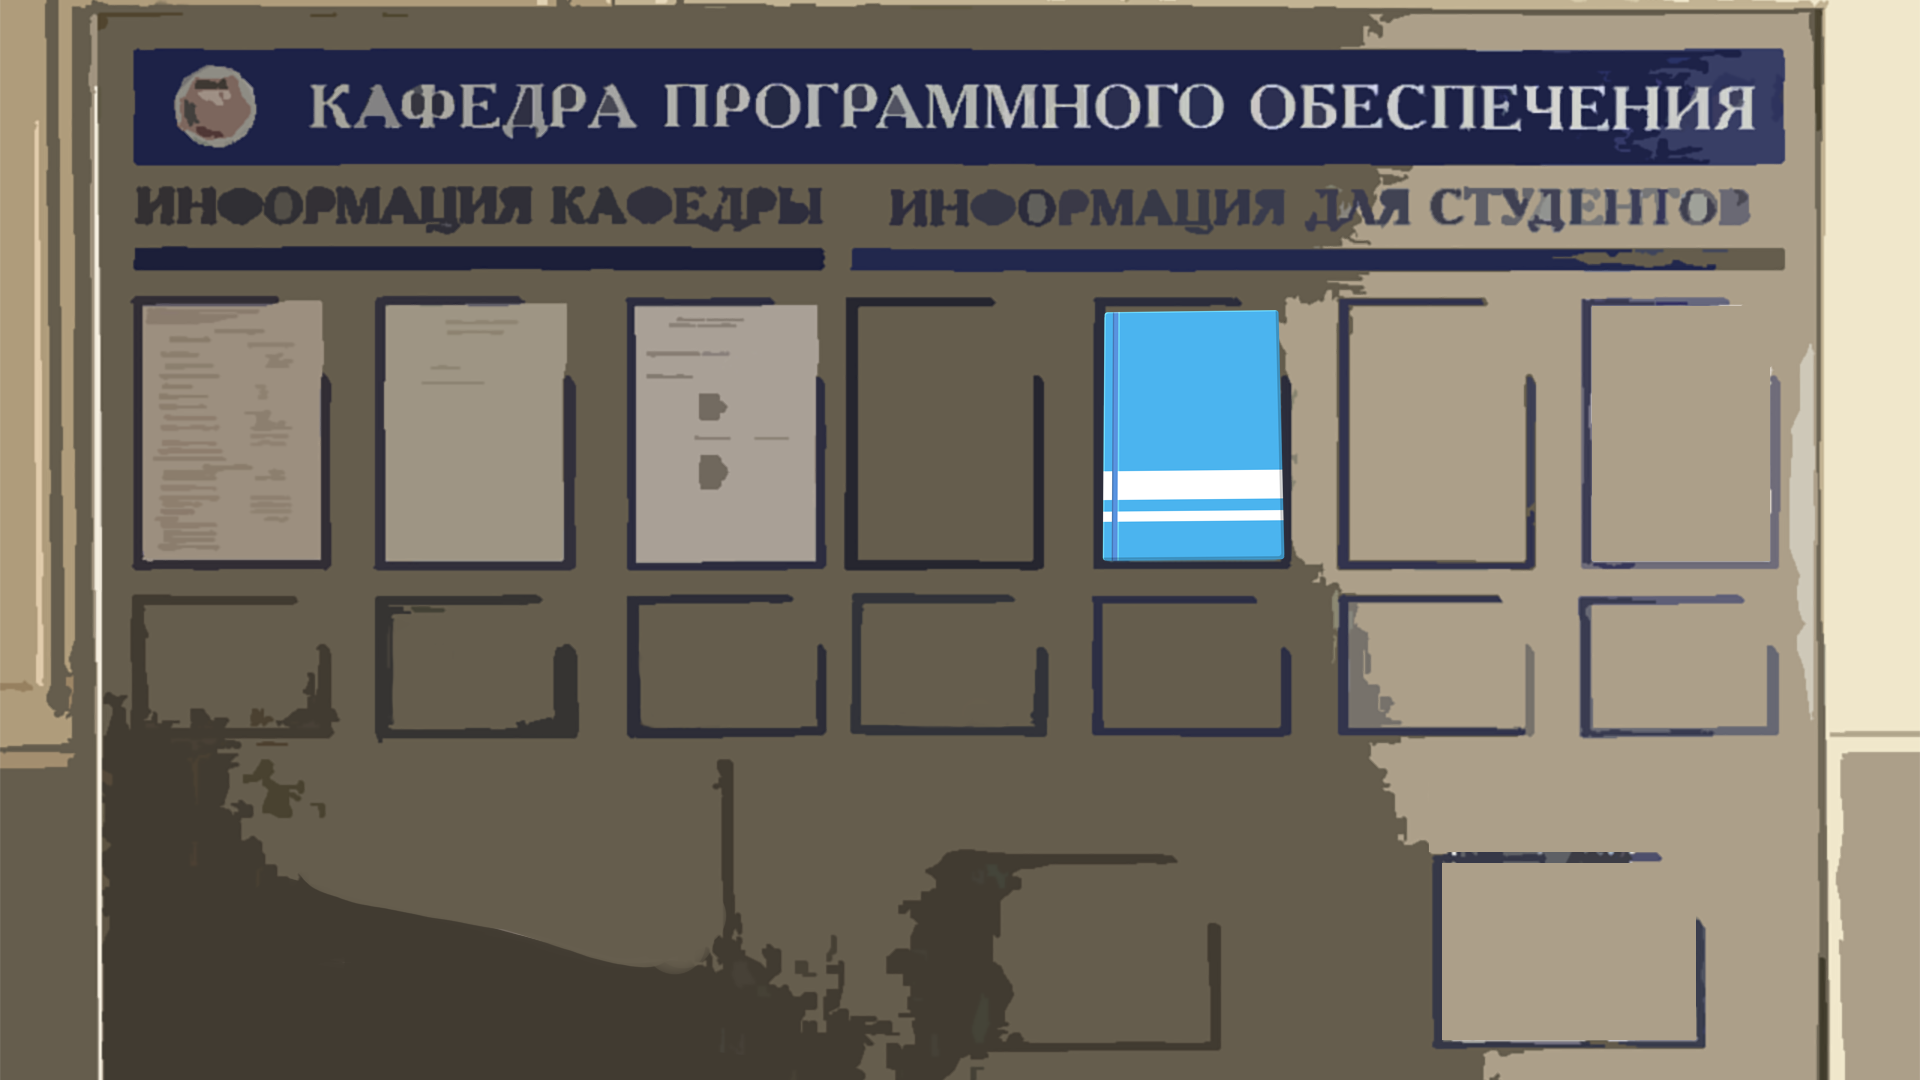 КАФЕДРА ПРОГРАММНОГО ОБЕСПЕЧЕНИЯ
ИНФОРМАЦИЯ КАФЕДРЫ
ИНФОРМАЦИЯ ДЛЯ СТУДЕНТОВ